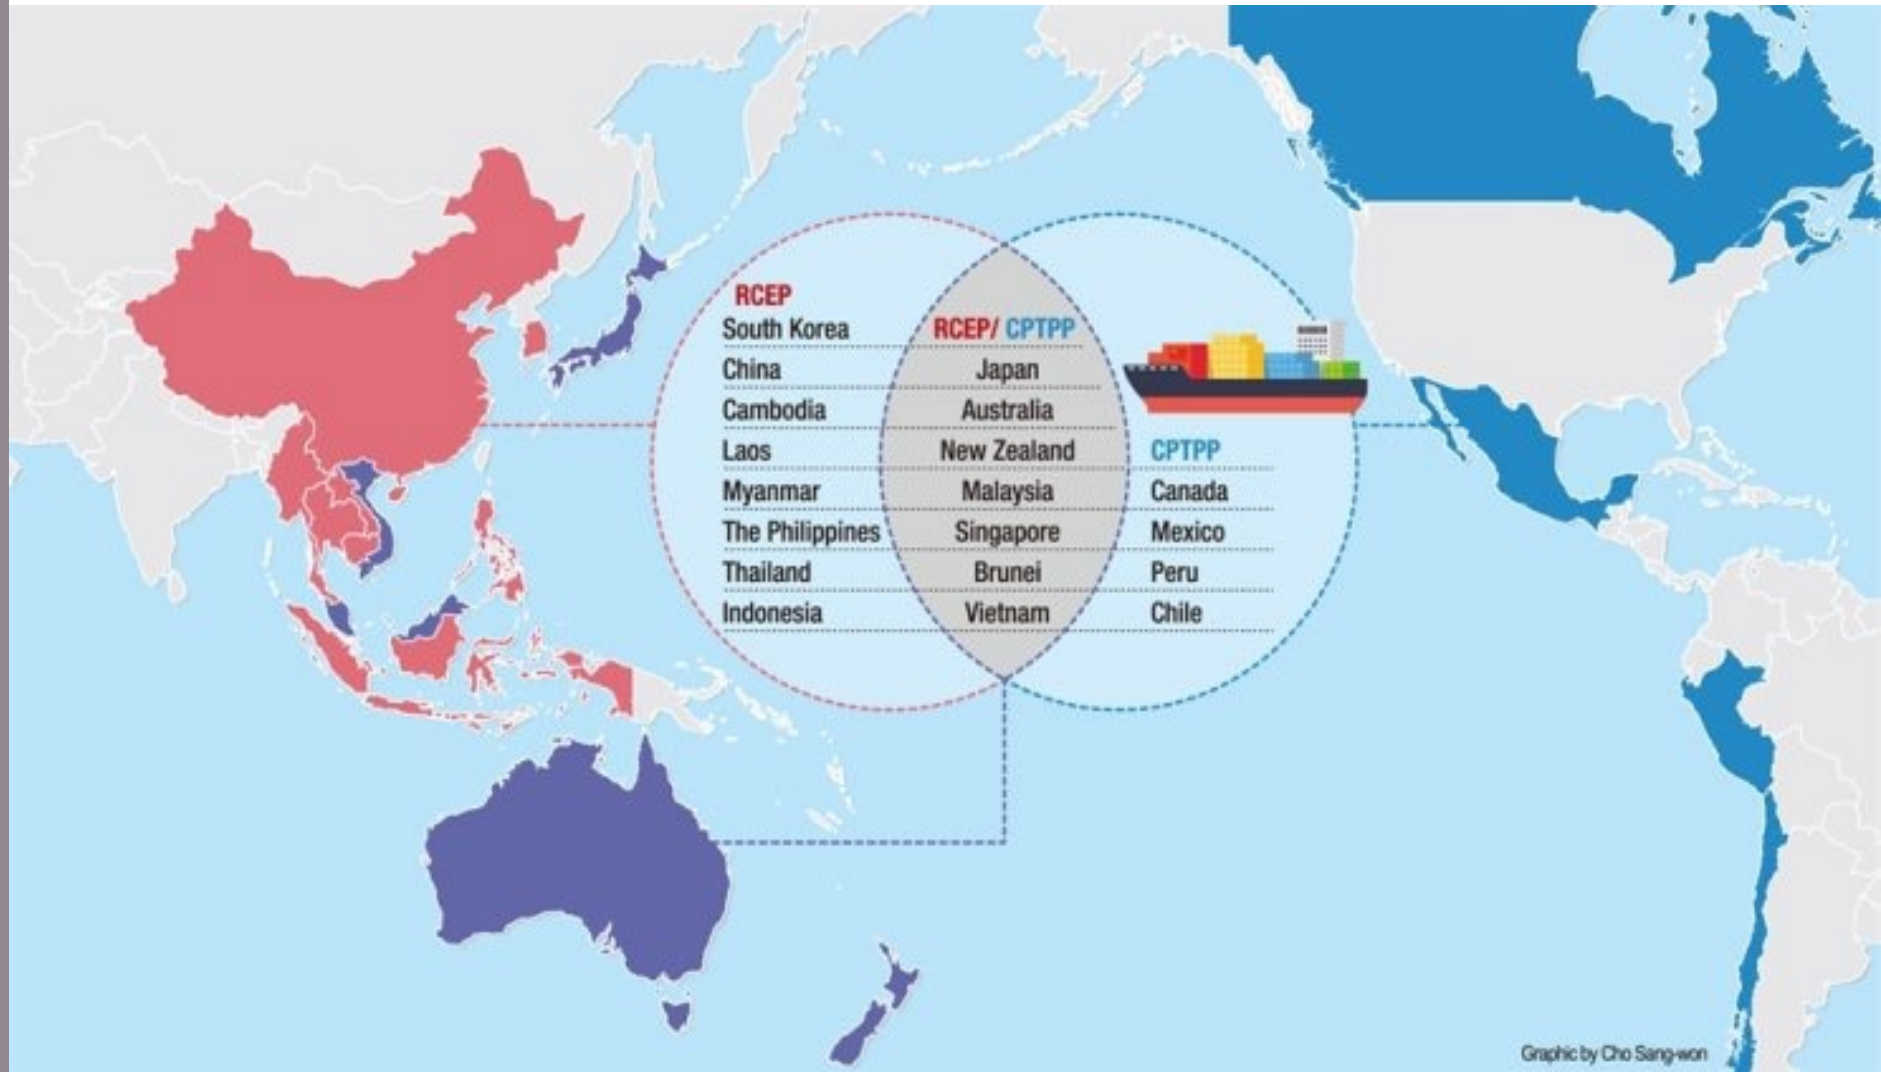 RCEP
South Korea
China
Cambodia
Laos
Myanmar
The Philippines
Thailand
Indonesia
RCEP/ CPTPP
Japan
Australia
New Zealand
Malaysia
Singapore
Brunei
Vietnam
CPTPP
Canada
Mexico
Peru
Chile
Graphic by Cho Sang-won